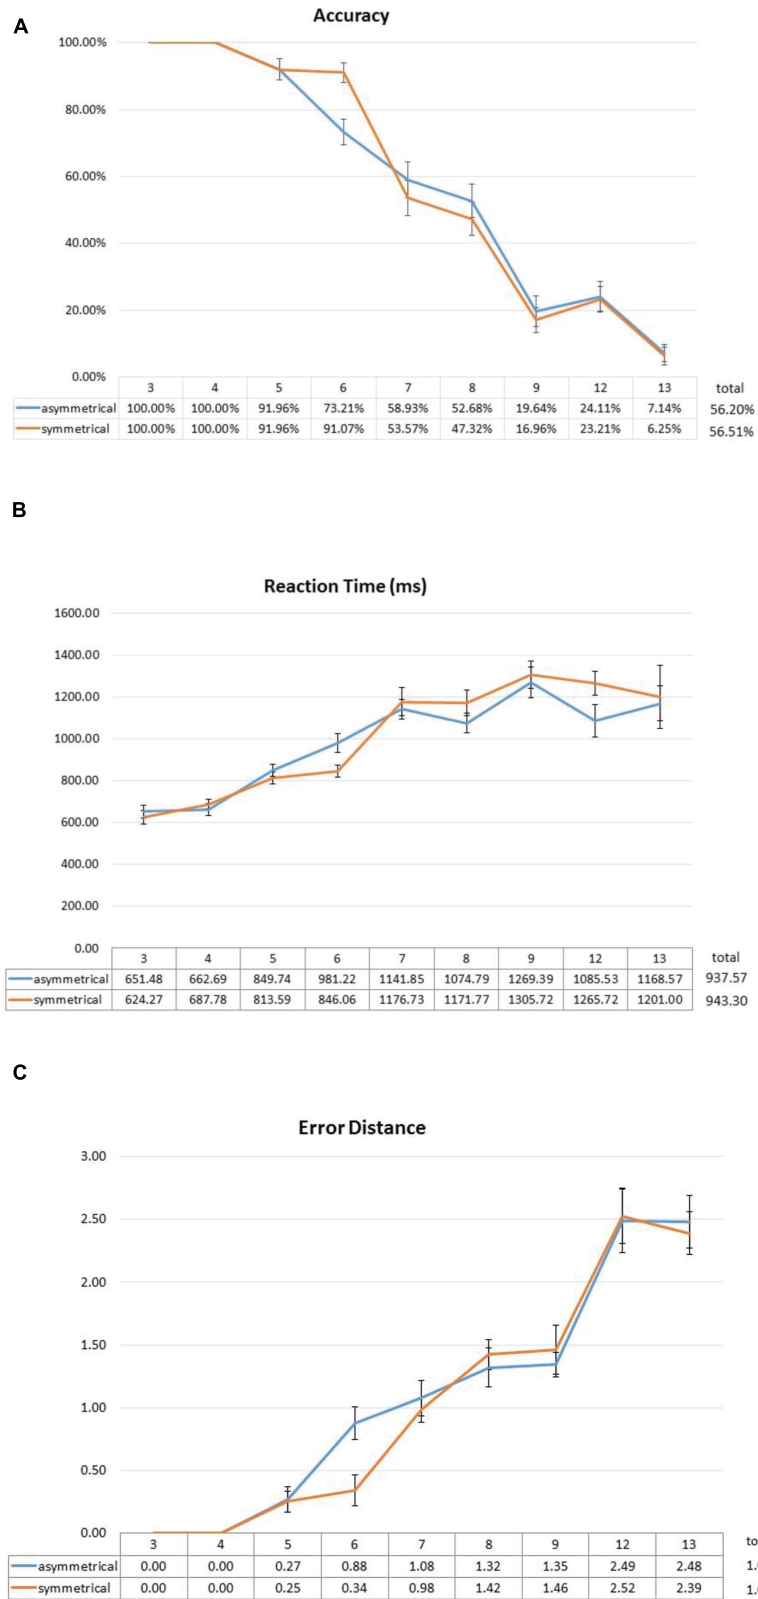 A
Accuracy
100.00%
80.00%
60.00%
40.00%
20.00%
0.00%
3 4 5 6 7 8 9 12 13 total
asymmetrical 100.00% 100.00% 91.96% 73.21% 58.93% 52.68% 19.64% 24.11% 7.14% 56.20%
symmetrical 100.00% 100.00% 91.96% 91.07% 53.57% 47.32% 16.96% 23.21% 6.25% 56.51%
B
Reaction Time (ms)
1600.00
1400.00
1200.00
1000.00
800.00
600.00
400.00
200.00
0.00
3 4 5 6 7 8 9 12 13 total
asymmetrical 651.48 662.69 849.74 981.22 1141.85 1074.79 1269.39 1085.53 1168.57 937.57
symmetrical 624.27 687.78 813.59 846.06 1176.73 1171.77 1305.72 1265.72 1201.00 943.30
C
Error Distance
3.00
2.50
2.00
1.50
1.00
0.50
0.00
3 4 5 6 7 8 9 12 13
asymmetrical 0.00 0.00 0.27 0.88 1.08 1.32 1.35 2.49 2.48
symmetrical 0.00 0.00 0.25 0.34 0.98 1.42 1.46 2.52 2.39